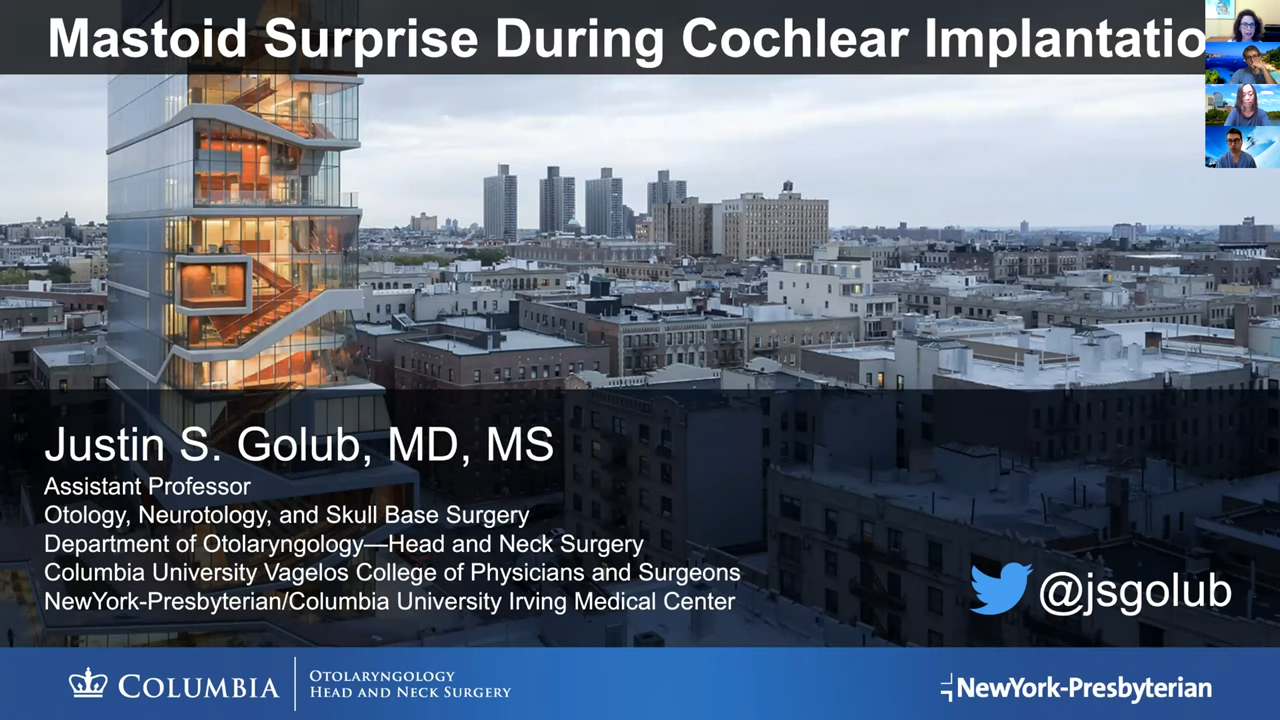 Mastoid Surprise During Cochlear Implantatio
Justin S. Golub, MD, MS
Assistant Professor
Otology, Neurotology, and Skull Base Surgery
Department of Otolaryngology—Head and Neck Surgery
Columbia University Vagelos College of Physicians and Surgeons
NewYork-Presbyterian/Columbia University Irving Medical Center
@jsgolub
COLUMBIA
OTOLARYNGOLOGY
HEAD AND NECK SURGERY
NewYork-Presbyterian